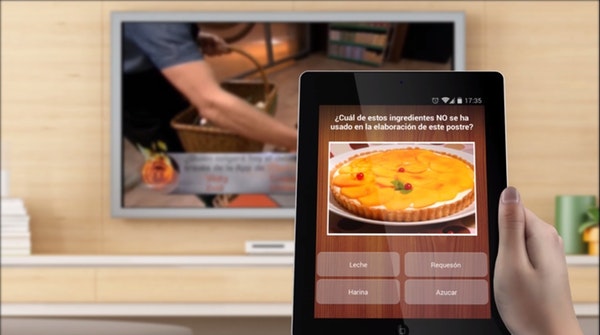 17:35
¿Cuál de estos ingredientes NO se ha
usado en la elaboración de este postre?
Leche
Requesón
Harina
Azucar